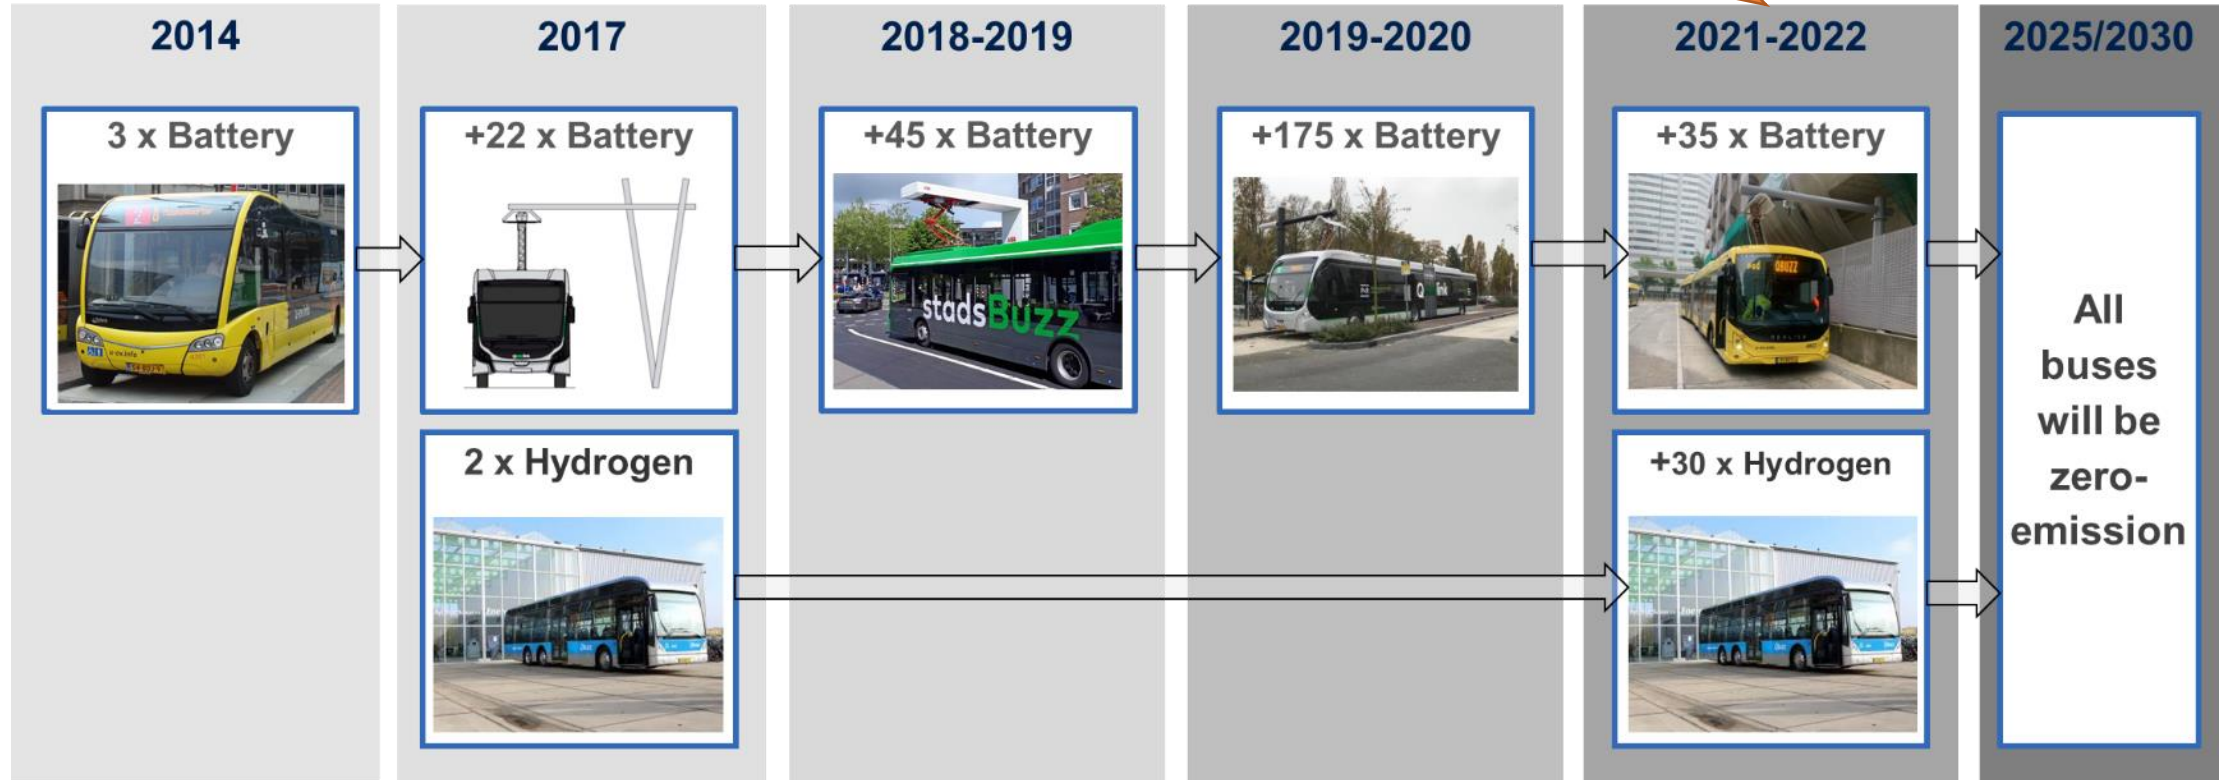 2014
2017
2018-2019
2019-2020
2021-2022
2025/2030
3 x Battery
+22 x Battery
+45 x Battery
+175 x Battery
+35 x Battery
stadsBuzz
QBUZZ
2 x Hydrogen
+30 x Hydrogen
All
buses
will be
zero-
emission